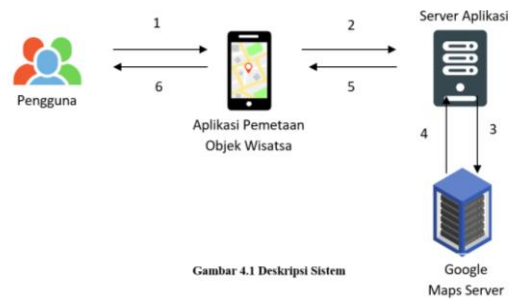 1
2
Server Aplikasi
6
5
Pengguna
Aplikasi Pemetaan
Objek Wisatsa
4
3
Gambar 4.1 Deskripsi Sistem
Google
Maps Server